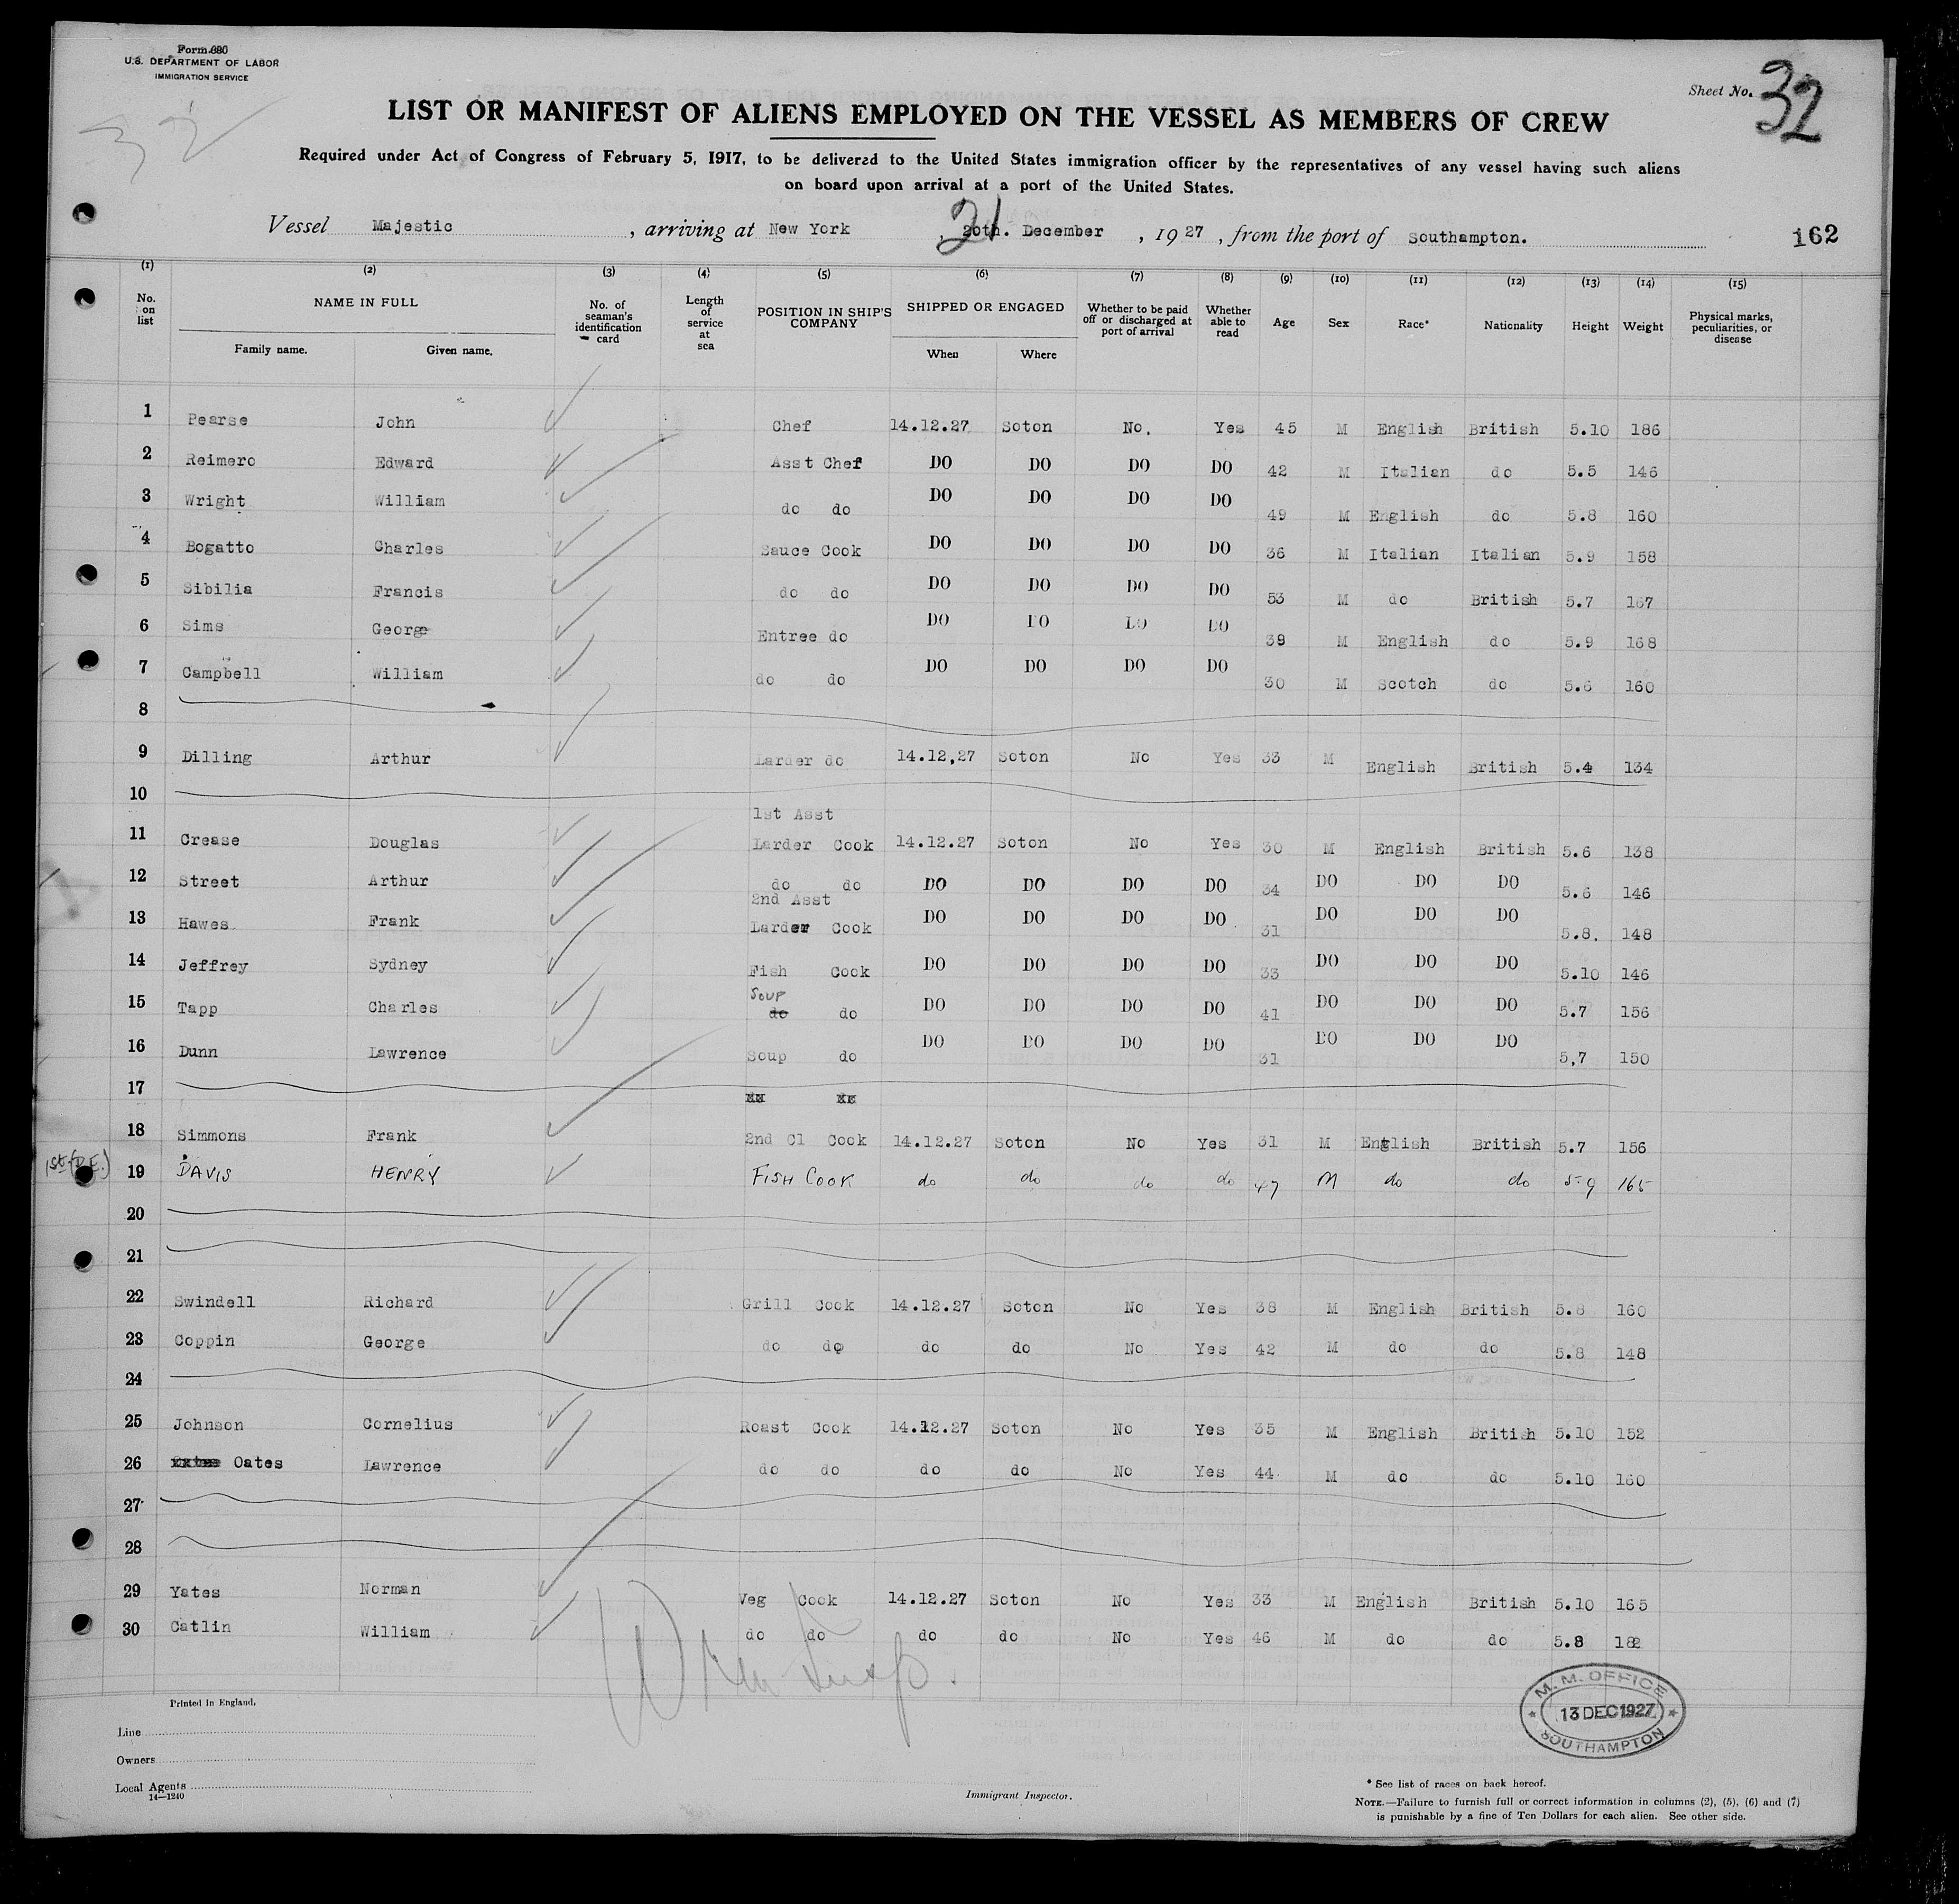 Form 680
U.S. DEPARTMENT OF LABOR
IMMIGRATION SERVICE
32
Sheet No. 32
LIST OR MANIFEST OF ALIENS EMPLOYED ON THE VESSEL AS MEMBERS OF CREW
Required under Act of Congress of February 5, 1917, to be delivered to the United States immigration officer by the representatives of any vessel having such aliens
on board upon arrival at a port of the United States.
Vessel Majestic , arriving at New York , 21 20th. December , 19 27 , from the port of Southampton. 162
(1) (2) (3) (4) (5) (6) (7) (8) (9) (10) (11) (12) (13) (14) (15)
No. on list NAME IN FULL Family name. Given name. No. of seaman's identification card Length of service at sea POSITION IN SHIP'S COMPANY SHIPPED OR ENGAGED When Where Whether to be paid off or discharged at port of arrival Whether able to read Age Sex Race* Nationality Height Weight Physical marks, peculiarities, or disease
1 Pearse John Chef 14.12.27 Soton No. Yes 45 M English British 5.10 186
2 Reimero Edward Asst Chef DO DO DO DO 42 M Italian do 5.5 146
3 Wright William do do DO DO DO DO 49 M English do 5.8 160
4 Bogatto Charles Sauce Cook DO DO DO DO 36 M Italian Italian 5.9 158
5 Sibilia Francis do do DO DO DO DO 53 M do British 5.7 167
6 Sims George Entree do DO DO DO DO 39 M English do 5.9 168
7 Campbell William do do DO DO DO DO 30 M Scotch do 5.6 160
8
9 Dilling Arthur Larder do 14.12,27 Soton No Yes 33 M English British 5.4 134
10
1st Asst
11 Crease Douglas Larder Cook 14.12.27 Soton No Yes 30 M English British 5.6 138
12 Street Arthur do do DO DO DO DO 34 DO DO DO 5.6 146
2nd Asst
13 Hawes Frank Larder Cook DO DO DO DO 31 DO DO DO 5.8. 148
14 Jeffrey Sydney Fish Cook DO DO DO DO 33 DO DO DO 5.10 146
15 Tapp Charles Soup do do DO DO DO DO 41 DO DO DO 5.7 156
16 Dunn Lawrence Soup do DO DO DO DO 31 DO DO DO 5,7 150
17
18 Simmons Frank 2nd Cl Cook 14.12.27 Soton No Yes 31 M English British 5.7 156
19 DAVIS HENRY FISH COOK do do do do 47 M do do 5-9 165
20
21
22 Swindell Richard Grill Cook 14.12.27 Soton No Yes 38 M English British 5.8 160
23 Coppin George do do do do No Yes 42 M do do 5.8 148
24
25 Johnson Cornelius Roast Cook 14.12.27 Soton No Yes 35 M English British 5.10 152
26 Oates Lawrence do do do do No Yes 44 M do do 5.10 160
27
28
29 Yates Norman Veg Cook 14.12.27 Soton No Yes 33 M English British 5.10 165
30 Catlin William do do do do No Yes 46 M do do 5.8
M. M. OFFICE
13 DEC 1927
SOUTHAMPTON
Printed in England.
Line
Owners
Local Agents
14—1240
Immigrant Inspector.
* See list of races on back hereof.
NOTE.—Failure to furnish full or correct information in columns (2), (5), (6) and (7)
is punishable by a fine of Ten Dollars for each alien. See other side.